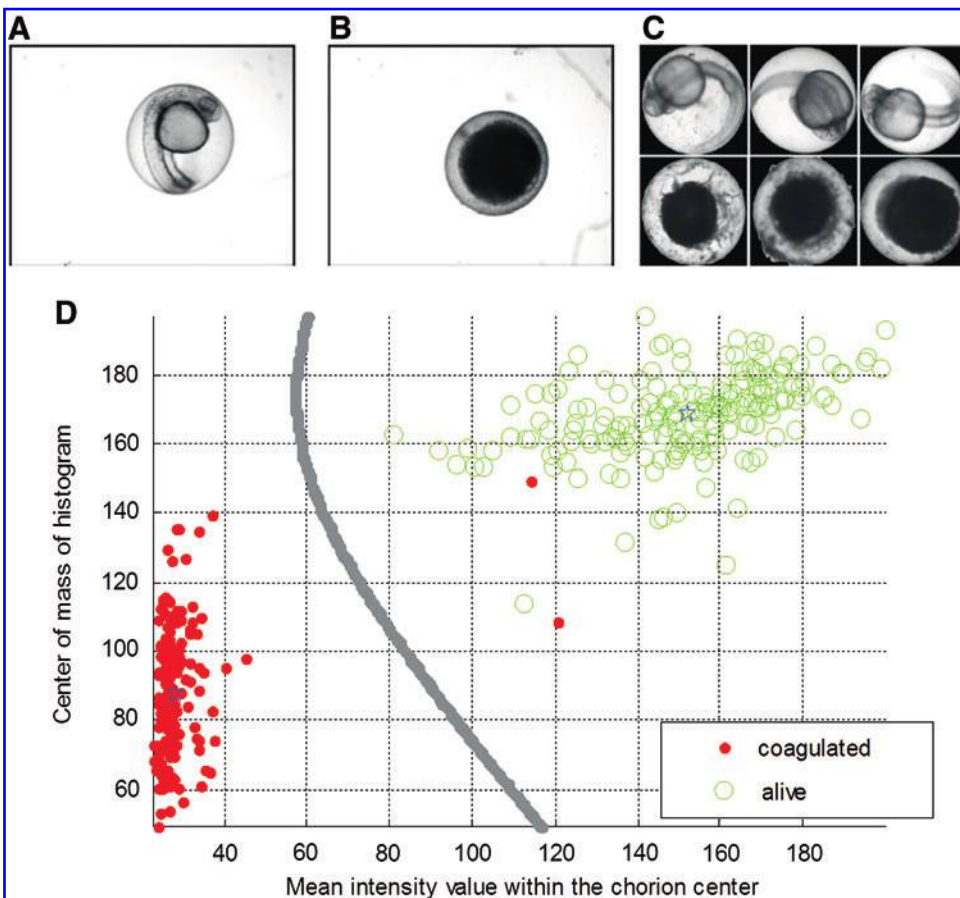 A
B
C
D
Center of mass of histogram
180
160
140
120
100
80
60
40
60
80
100
120
140
160
180
Mean intensity value within the chorion center
coagulated
alive